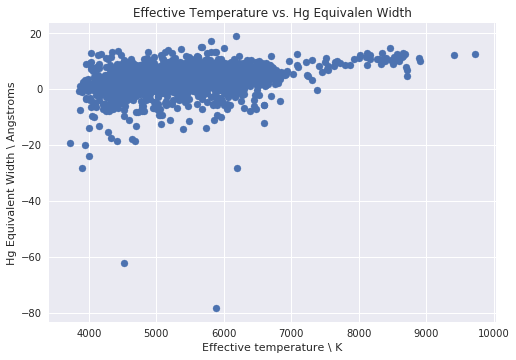 Effective Temperature vs. Hg Equivalen Width
20
0
−20
−40
−60
−80
Hg Equivalent Width \ Angstroms
4000 5000 6000 7000 8000 9000 10000
Effective temperature \ K